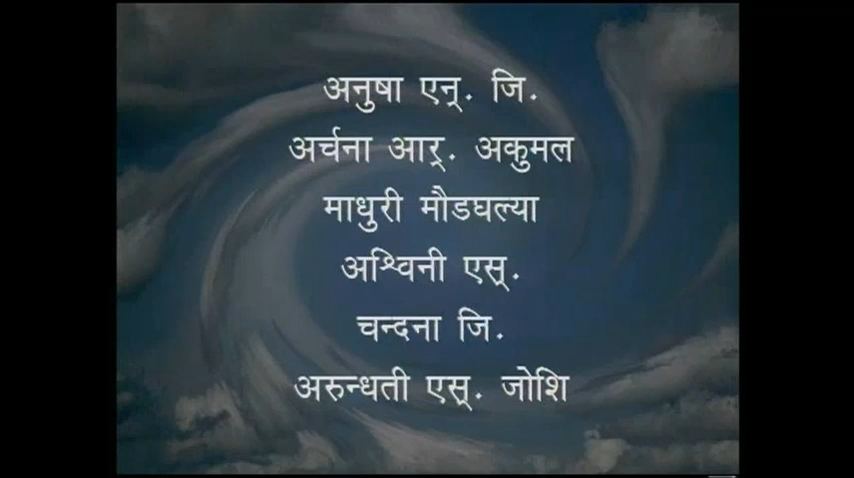 अनुषा एन्. जि.
अर्चना आर्. अकुमल
माधुरी मौडघल्या
अश्विनी एस्.
चन्दना जि.
अरुन्धती एस्. जोशि